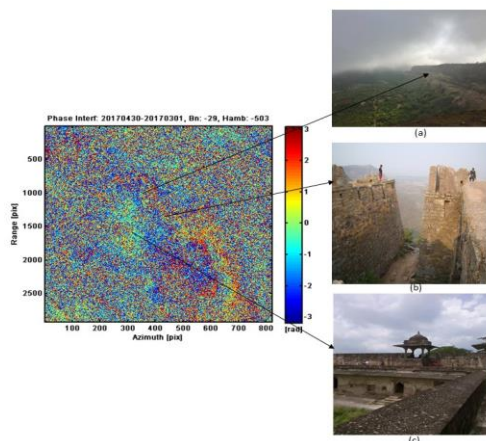 Phase Interf: 20170430-20170301, Bn: -29, Hamb: -503
Range [pix]
500
1000
1500
2000
2500
100 200 300 400 500 600 700 800
Azimuth [pix]
3
2
1
0
-1
-2
-3
[rad]
(a)
(b)
(c)